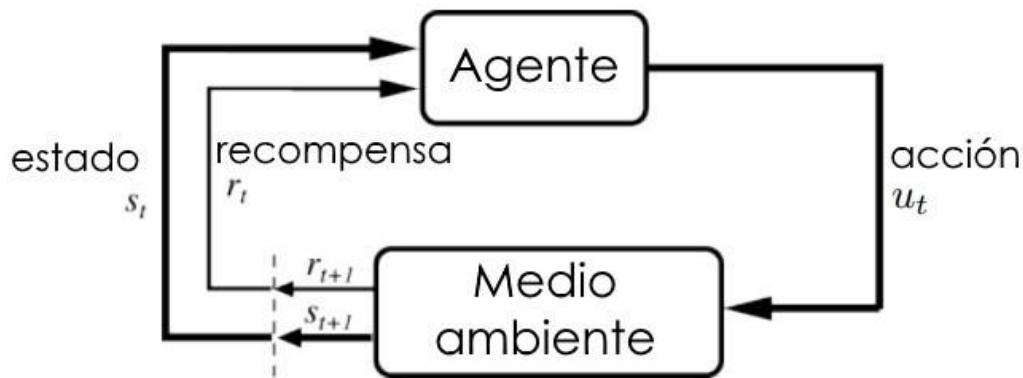 Agente
estado
s_t
recompensa
r_t
acción
u_t
r_{t+1}
s_{t+1}
Medio
ambiente